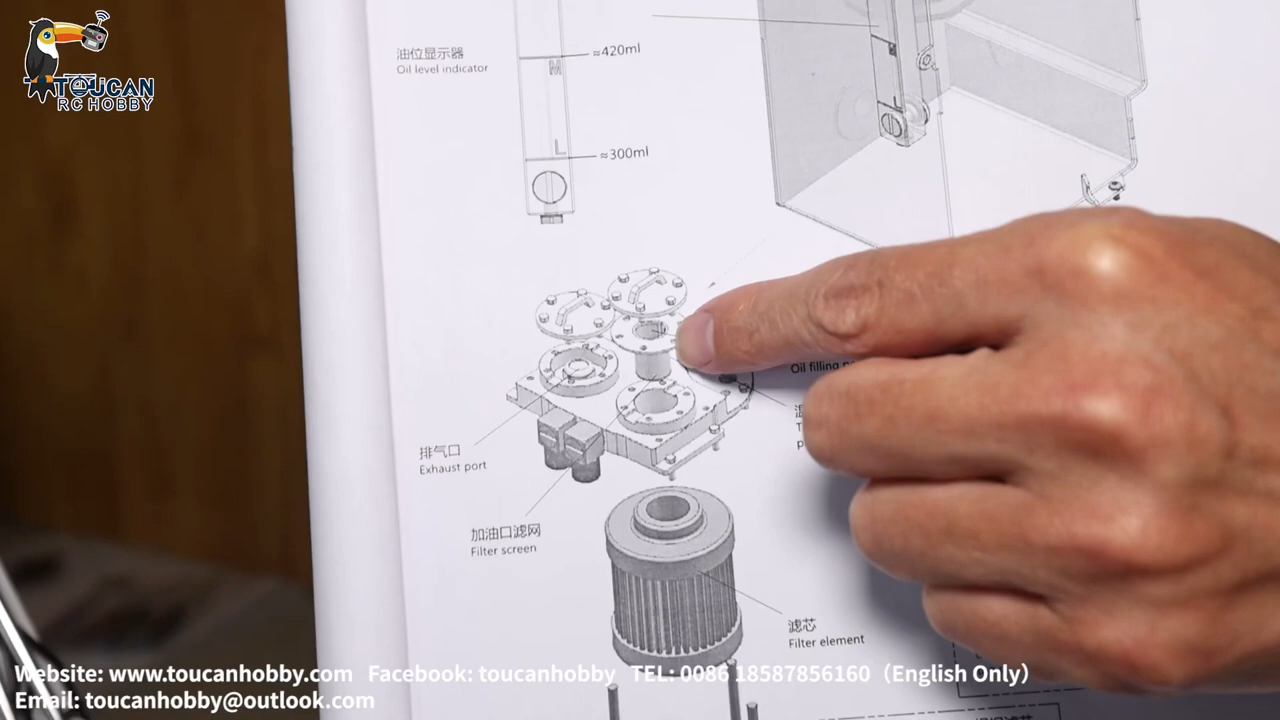 TOUCAN
RC HOBBY
油位显示器
Oil level indicator
≈420ml
M
L
≈300ml
L
Oil filling
排气口
Exhaust port
加油口滤网
Filter screen
滤芯
Filter element
Website: www.toucanhobby.com Facebook: toucanhobby TEL: 0086 18587856160（English Only）
Email: toucanhobby@outlook.com